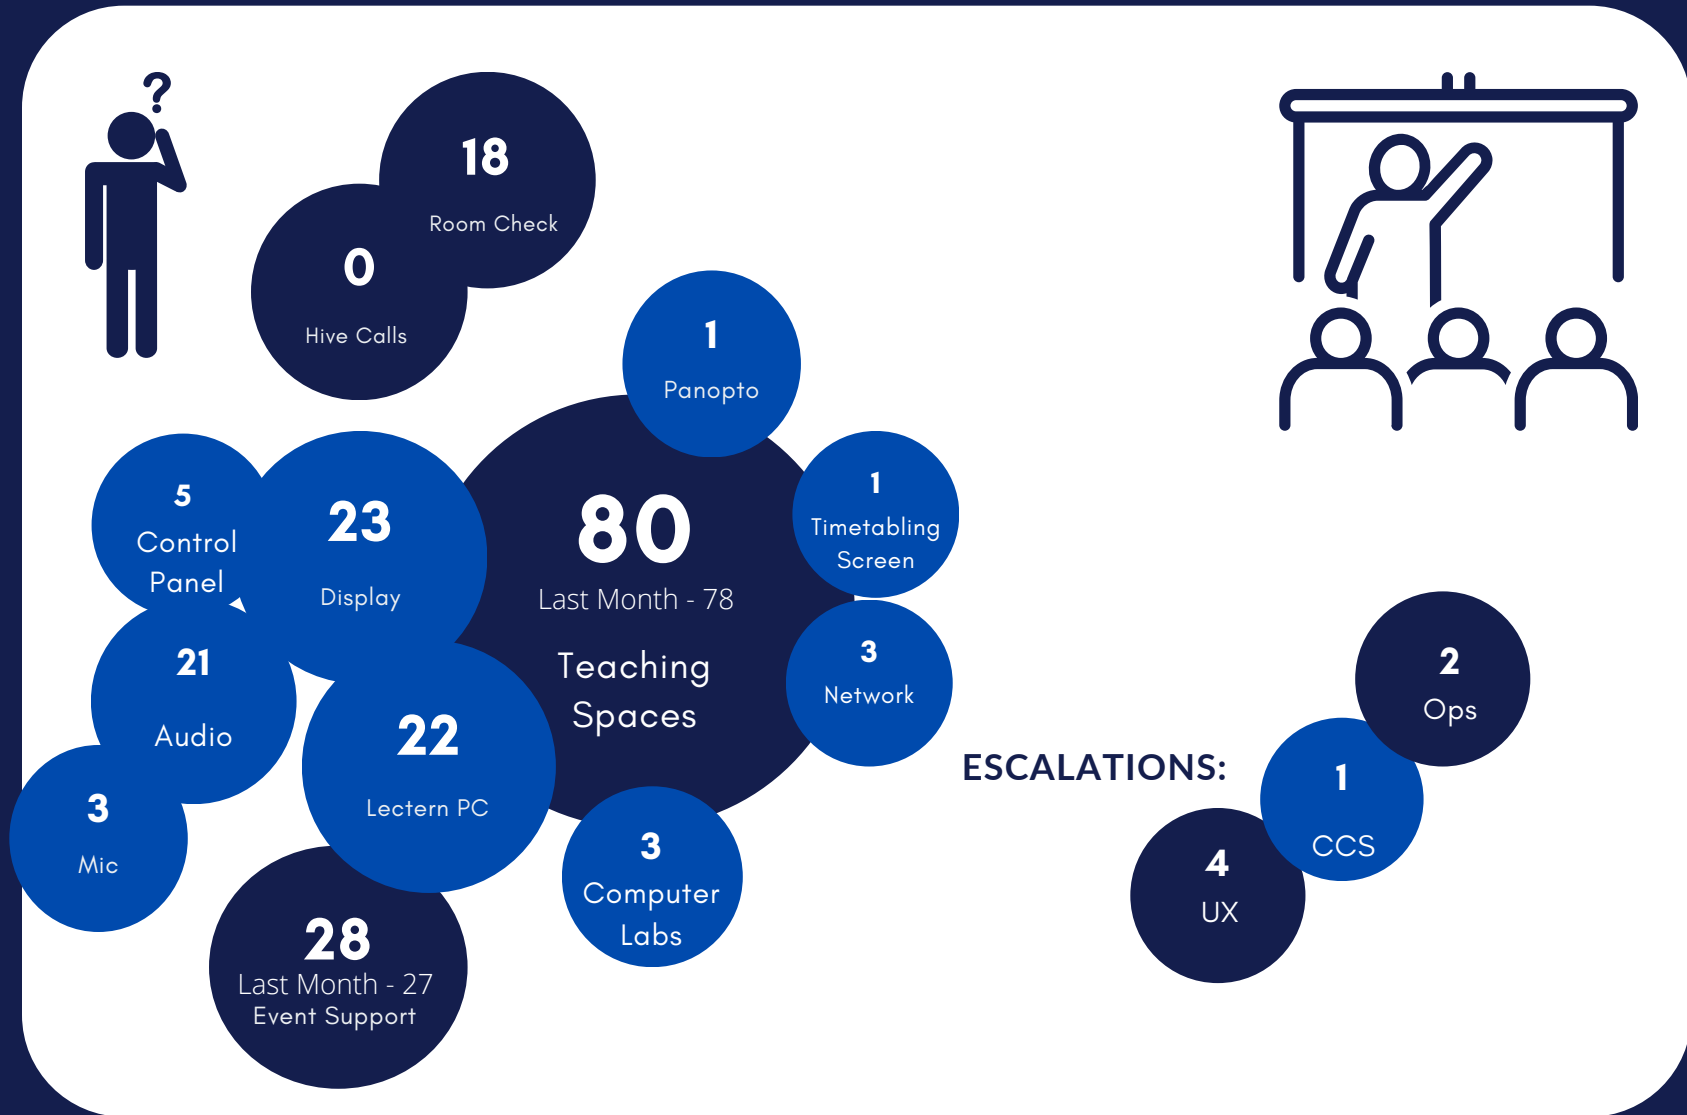 ?
18
Room Check
0
Hive Calls
1
Panopto
5
Control
Panel
23
Display
80
Last Month - 78
Teaching
Spaces
1
Timetabling
Screen
3
Network
21
Audio
22
Lectern PC
3
Mic
3
Computer
Labs
28
Last Month - 27
Event Support
ESCALATIONS:
2
Ops
1
CCS
4
UX